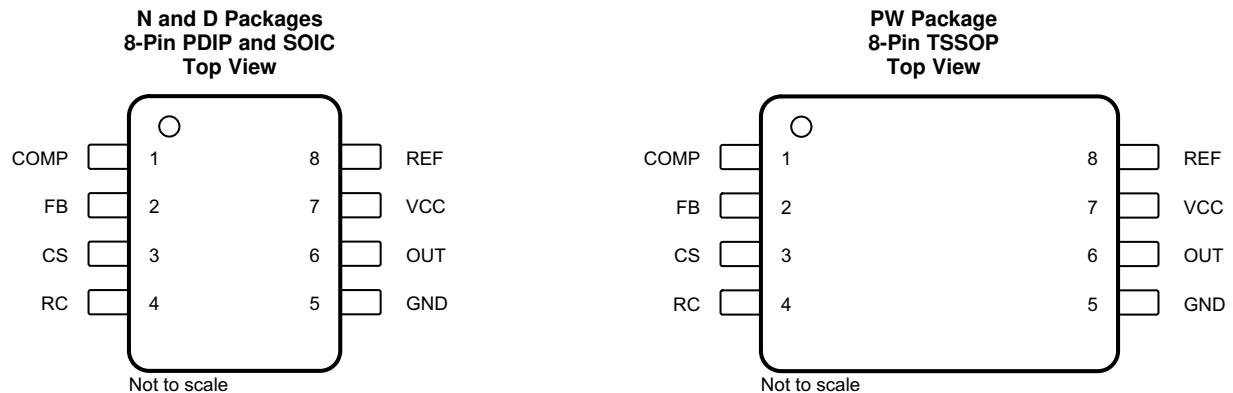 N and D Packages
8-Pin PDIP and SOIC
Top View
COMP 1 8 REF
FB 2 7 VCC
CS 3 6 OUT
RC 4 5 GND
Not to scale
PW Package
8-Pin TSSOP
Top View
COMP 1 8 REF
FB 2 7 VCC
CS 3 6 OUT
RC 4 5 GND
Not to scale